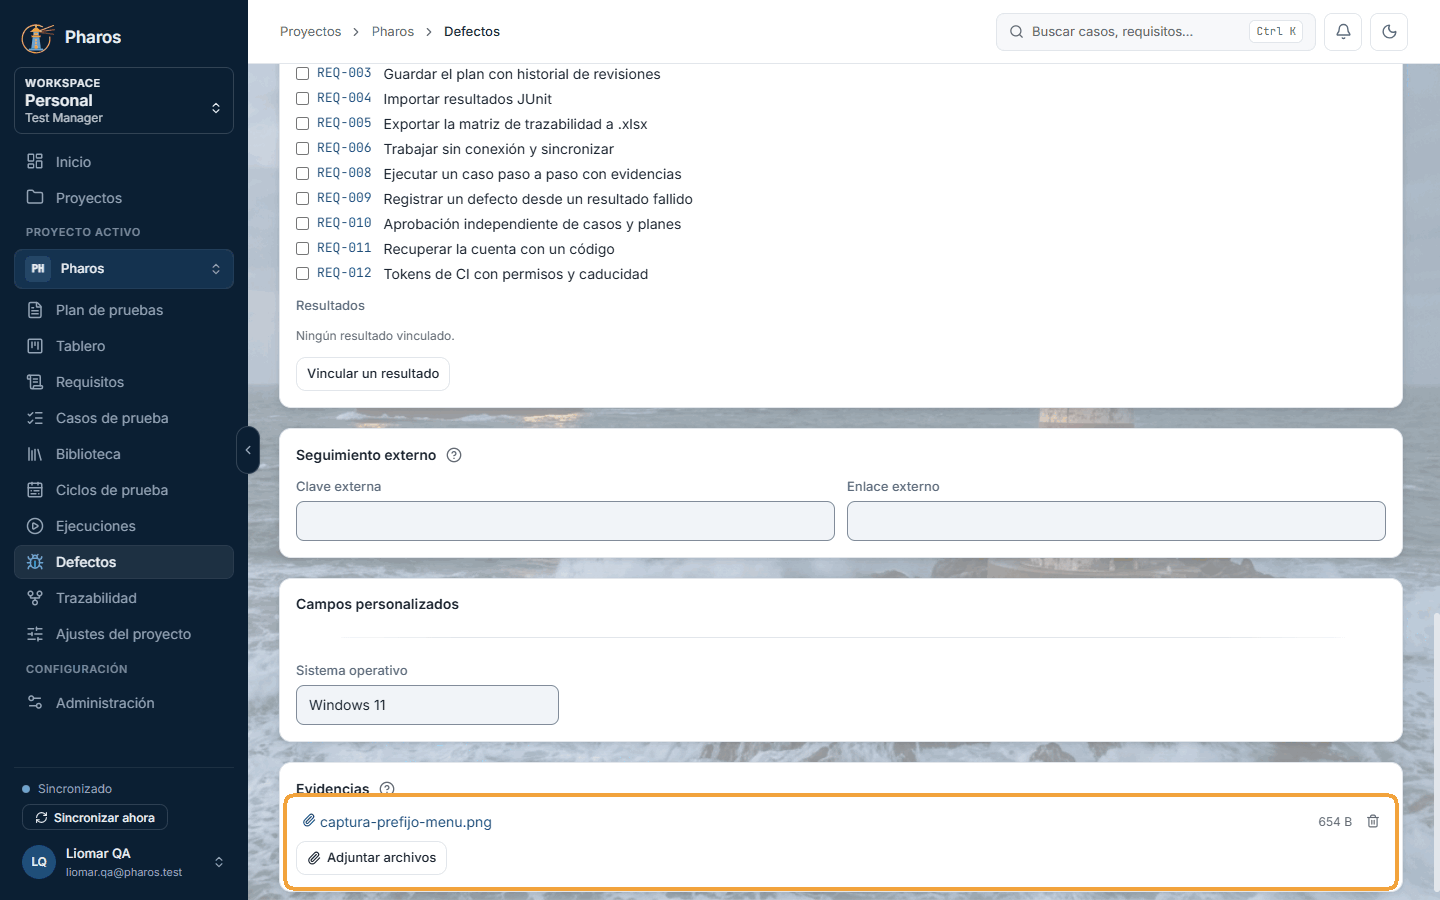 Pharos
WORKSPACE
Personal
Test Manager
Inicio
Proyectos
PROYECTO ACTIVO
PH Pharos
Plan de pruebas
Tablero
Requisitos
Casos de prueba
Biblioteca
Ciclos de prueba
Ejecuciones
Defectos
Trazabilidad
Ajustes del proyecto
CONFIGURACIÓN
Administración
Sincronizado
Sincronizar ahora
LQ Liomar QA
liomar.qa@pharos.test
Proyectos > Pharos > Defectos
Buscar casos, requisitos... Ctrl K
REQ-003 Guardar el plan con historial de revisiones
REQ-004 Importar resultados JUnit
REQ-005 Exportar la matriz de trazabilidad a .xlsx
REQ-006 Trabajar sin conexión y sincronizar
REQ-008 Ejecutar un caso paso a paso con evidencias
REQ-009 Registrar un defecto desde un resultado fallido
REQ-010 Aprobación independiente de casos y planes
REQ-011 Recuperar la cuenta con un código
REQ-012 Tokens de CI con permisos y caducidad
Resultados
Ningún resultado vinculado.
Vincular un resultado
Seguimiento externo ?
Clave externa Enlace externo
Campos personalizados
Sistema operativo
Windows 11
Evidencias ?
captura-prefijo-menu.png 654 B
Adjuntar archivos